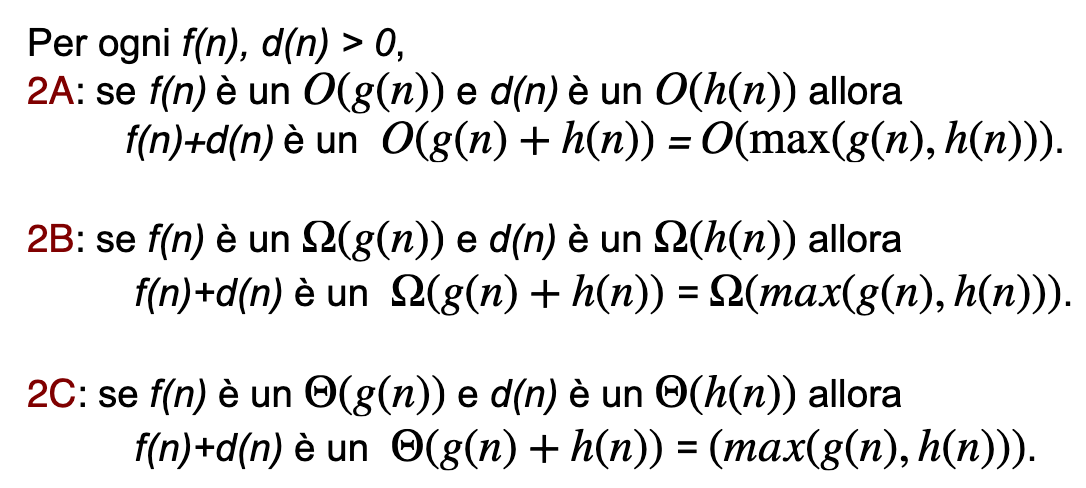 Per ogni f(n), d(n) > 0,
2A: se f(n) è un O(g(n)) e d(n) è un O(h(n)) allora
f(n)+d(n) è un O(g(n) + h(n)) = O(max(g(n), h(n))).
2B: se f(n) è un Ω(g(n)) e d(n) è un Ω(h(n)) allora
f(n)+d(n) è un Ω(g(n) + h(n)) = Ω(max(g(n), h(n))).
2C: se f(n) è un Θ(g(n)) e d(n) è un Θ(h(n)) allora
f(n)+d(n) è un Θ(g(n) + h(n)) = (max(g(n), h(n))).